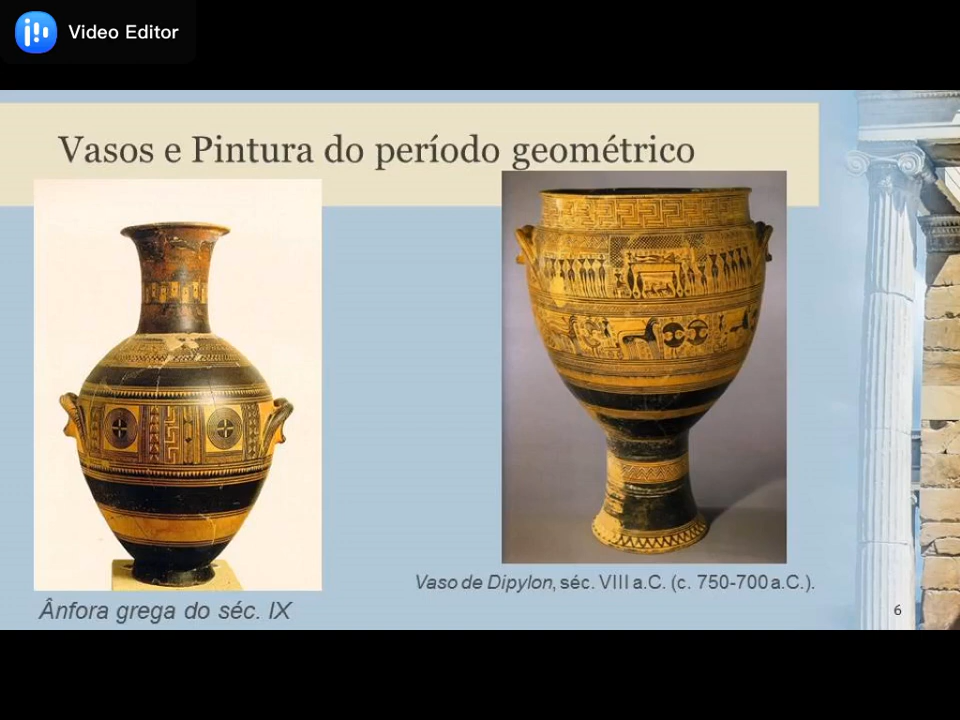 Video Editor
Vasos e Pintura do período geométrico
Vaso de Dipylon, séc. VIII a.C. (c. 750-700 a.C.).
Ânfora grega do séc. IX
6